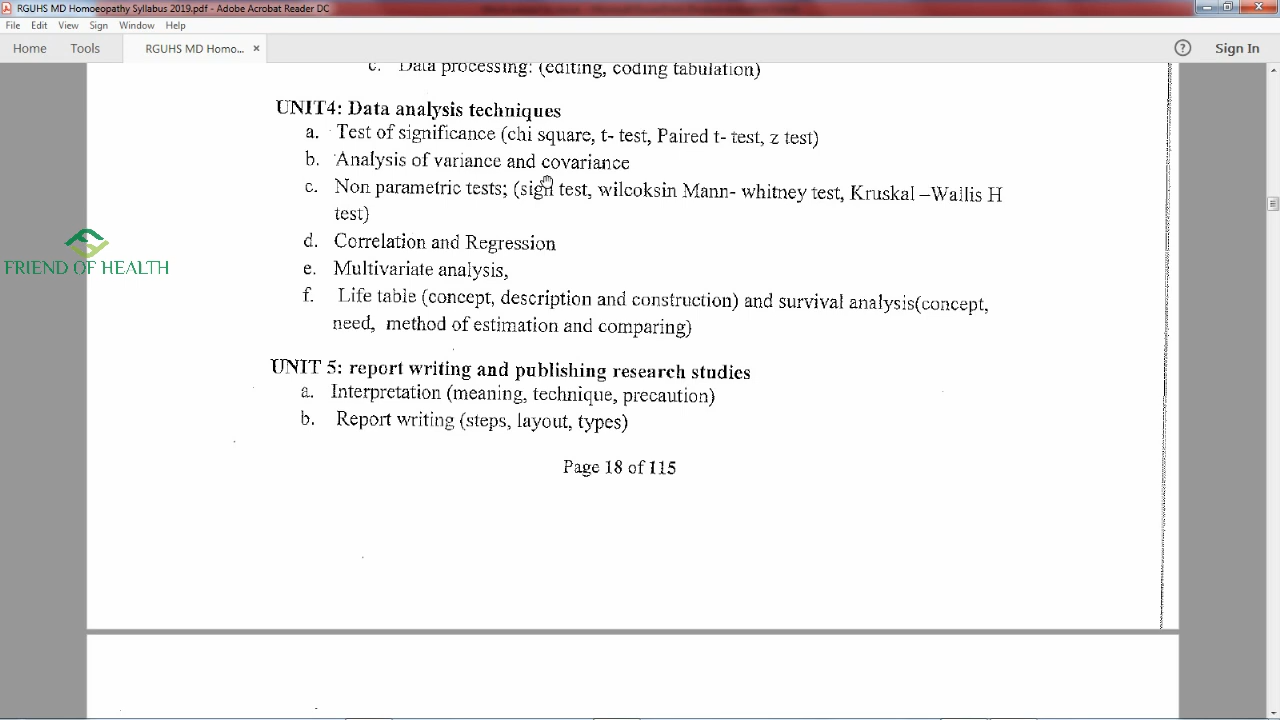 RGUHS MD Homoeopathy Syllabus 2019.pdf - Adobe Acrobat Reader DC
File Edit View Sign Window Help
Home Tools RGUHS MD Homo... × ? Sign In
c. Data processing: (editing, coding tabulation)
UNIT4: Data analysis techniques
a. Test of significance (chi square, t- test, Paired t- test, z test)
b. Analysis of variance and covariance
c. Non parametric tests; (sign test, wilcoksin Mann- whitney test, Kruskal –Wallis H
test)
FRIEND OF HEALTH
d. Correlation and Regression
e. Multivariate analysis,
f. Life table (concept, description and construction) and survival analysis(concept,
need, method of estimation and comparing)
UNIT 5: report writing and publishing research studies
a. Interpretation (meaning, technique, precaution)
b. Report writing (steps, layout, types)
Page 18 of 115